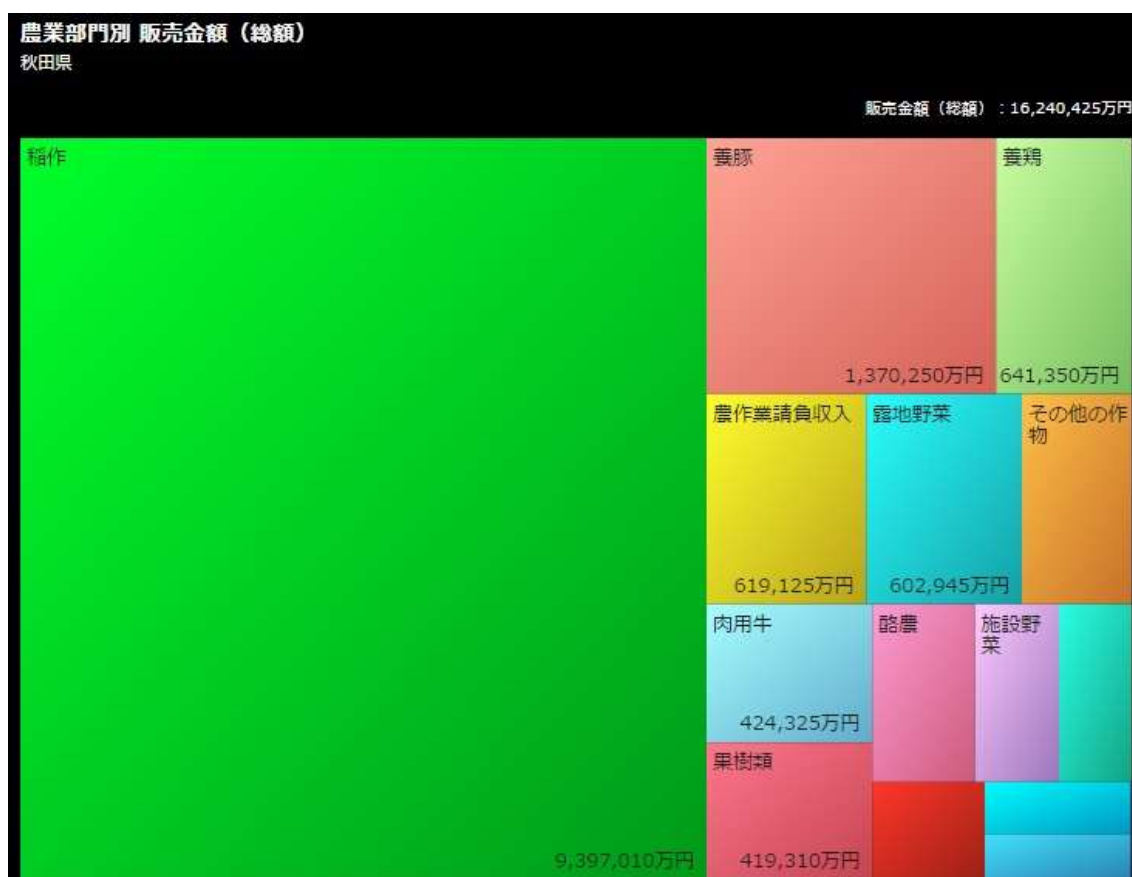 農業部門別 販売金額（総額）
秋田県
販売金額（総額）：16,240,425万円
稲作
9,397,010万円
養豚
1,370,250万円
養鶏
641,350万円
農作業請負収入
619,125万円
露地野菜
602,945万円
その他の作
物
肉用牛
424,325万円
酪農
施設野
菜
果樹類
419,310万円